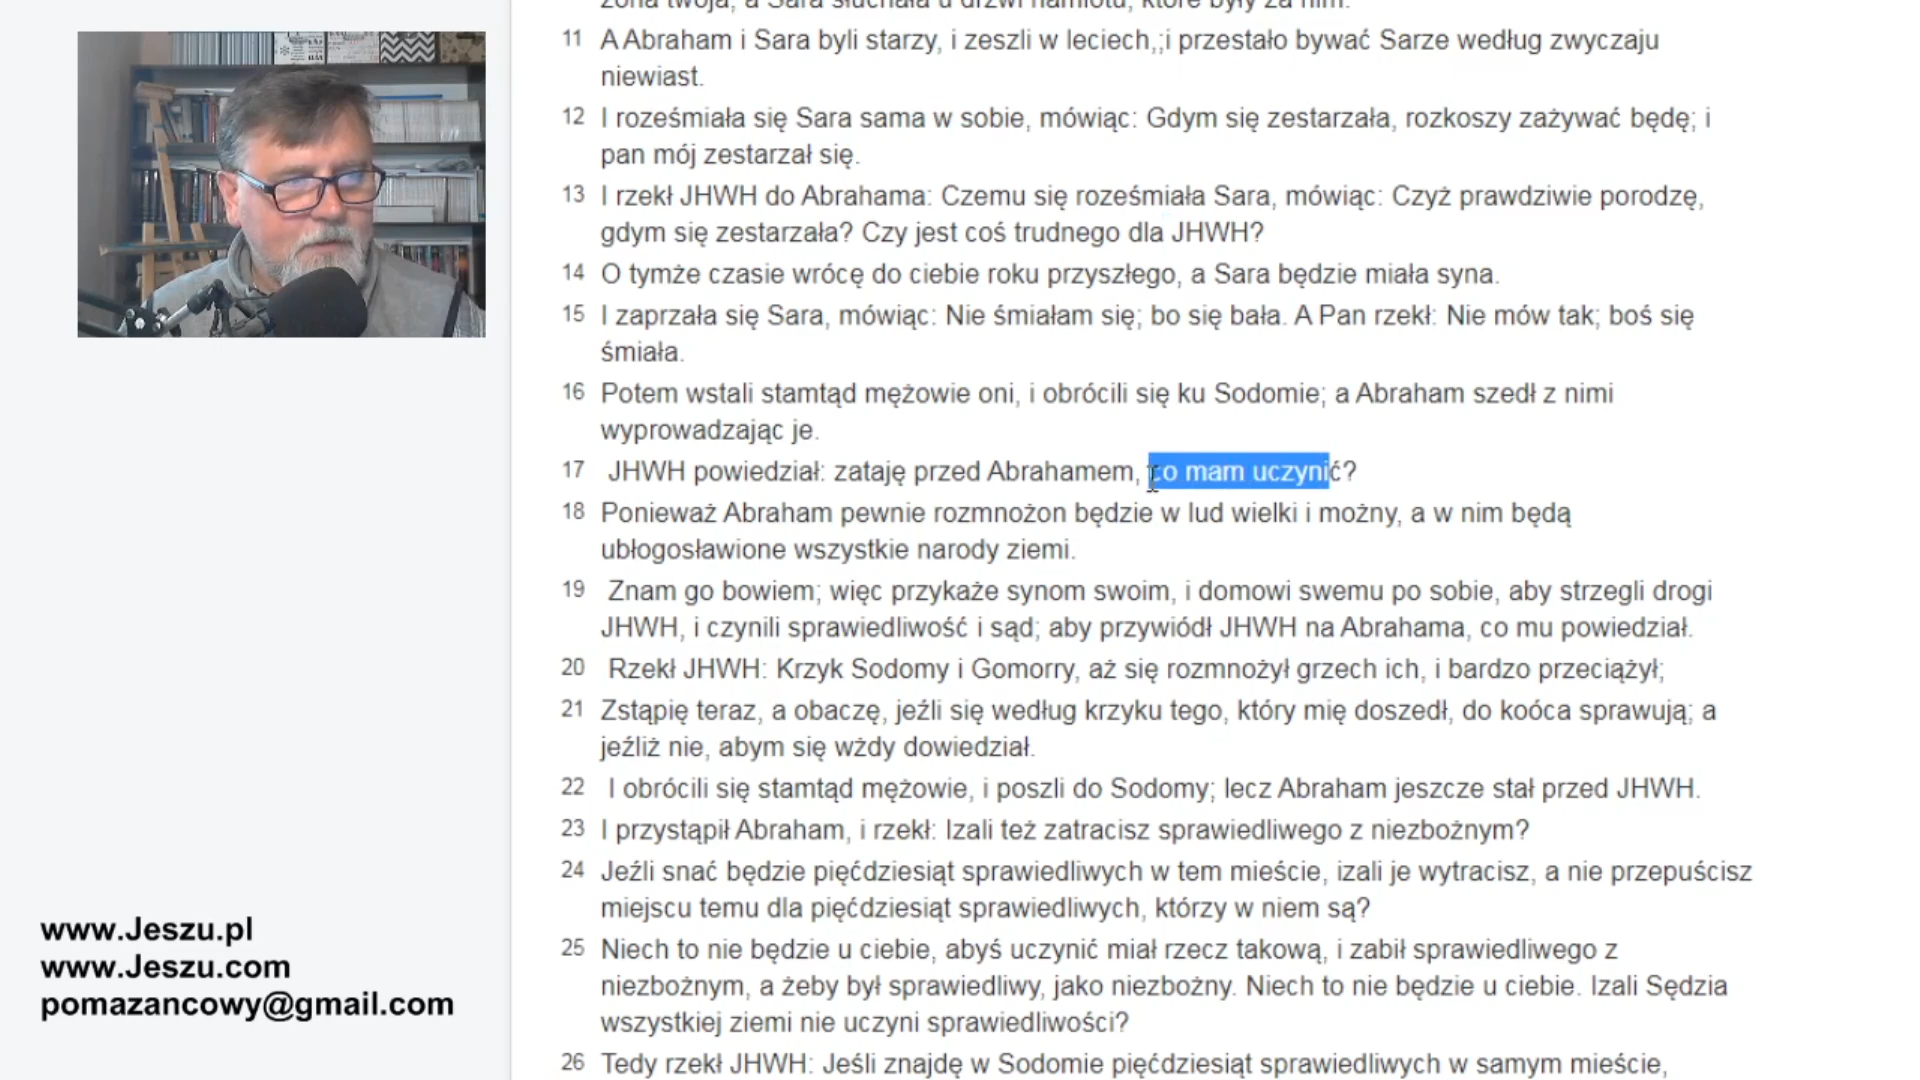 żona twoja, a Sara słuchała u drzwi namiotu, które były za nim.
11 A Abraham i Sara byli starzy, i zeszli w leciech,;i przestało bywać Sarze według zwyczaju
niewiast.
12 I roześmiała się Sara sama w sobie, mówiąc: Gdym się zestarzała, rozkoszy zażywać będę; i
pan mój zestarzał się.
13 I rzekł JHWH do Abrahama: Czemu się roześmiała Sara, mówiąc: Czyż prawdziwie porodzę,
gdym się zestarzała? Czy jest coś trudnego dla JHWH?
14 O tymże czasie wrócę do ciebie roku przyszłego, a Sara będzie miała syna.
15 I zaprzała się Sara, mówiąc: Nie śmiałam się; bo się bała. A Pan rzekł: Nie mów tak; boś się
śmiała.
16 Potem wstali stamtąd mężowie oni, i obrócili się ku Sodomie; a Abraham szedł z nimi
wyprowadzając je.
17 JHWH powiedział: zataję przed Abrahamem, co mam uczynić?
18 Ponieważ Abraham pewnie rozmnożon będzie w lud wielki i możny, a w nim będą
ubłogosławione wszystkie narody ziemi.
19 Znam go bowiem; więc przykaże synom swoim, i domowi swemu po sobie, aby strzegli drogi
JHWH, i czynili sprawiedliwość i sąd; aby przywiódł JHWH na Abrahama, co mu powiedział.
20 Rzekł JHWH: Krzyk Sodomy i Gomorry, aż się rozmnożył grzech ich, i bardzo przeciążył;
21 Zstąpię teraz, a obaczę, jeźli się według krzyku tego, który mię doszedł, do koóca sprawują; a
jeźliż nie, abym się wżdy dowiedział.
22 I obrócili się stamtąd mężowie, i poszli do Sodomy; lecz Abraham jeszcze stał przed JHWH.
23 I przystąpił Abraham, i rzekł: Izali też zatracisz sprawiedliwego z niezbożnym?
24 Jeźli snać będzie pięćdziesiąt sprawiedliwych w tem mieście, izali je wytracisz, a nie przepuścisz
miejscu temu dla pięćdziesiąt sprawiedliwych, którzy w niem są?
25 Niech to nie będzie u ciebie, abyś uczynić miał rzecz takową, i zabił sprawiedliwego z
niezbożnym, a żeby był sprawiedliwy, jako niezbożny. Niech to nie będzie u ciebie. Izali Sędzia
wszystkiej ziemi nie uczyni sprawiedliwości?
26 Tedy rzekł JHWH: Jeśli znajdę w Sodomie pięćdziesiąt sprawiedliwych w samym mieście,
www.Jeszu.pl
www.Jeszu.com
pomazancowy@gmail.com